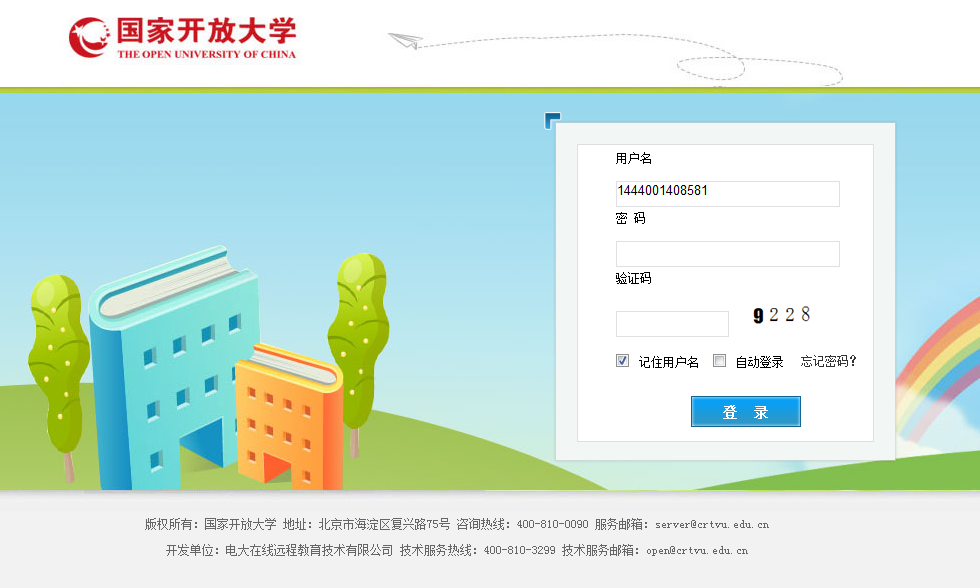 国家开放大学
THE OPEN UNIVERSITY OF CHINA
用户名
1444001408581
密 码
验证码
9228
记住用户名 自动登录 忘记密码?
登 录
版权所有: 国家开放大学 地址: 北京市海淀区复兴路75号 咨询热线: 400-810-0090 服务邮箱: server@crtvu.edu.cn
开发单位: 电大在线远程教育技术有限公司 技术服务热线: 400-810-3299 技术服务邮箱: open@crtvu.edu.cn